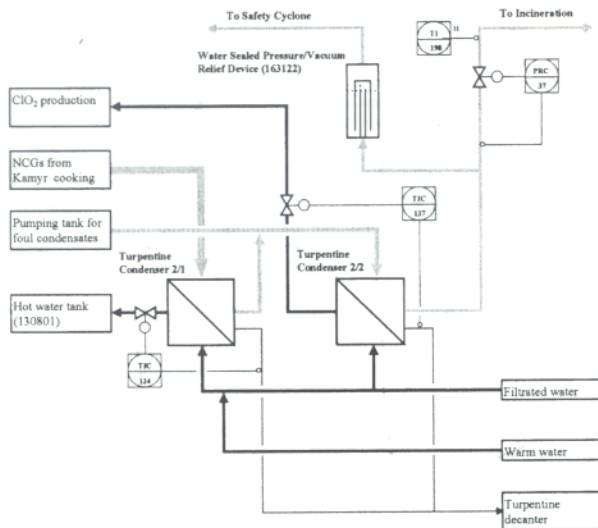 To Safety Cyclone
To Incineration
TI
198
H
Water Sealed Pressure/Vacuum
Relief Device (163122)
PRC
37
ClO₂ production
NCGs from
Kamyr cooking
TIC
137
Pumping tank for
foul condensates
Turpentine
Condenser 2/1
Turpentine
Condenser 2/2
Hot water tank
(130801)
TIC
134
Filtrated water
Warm water
Turpentine
decanter